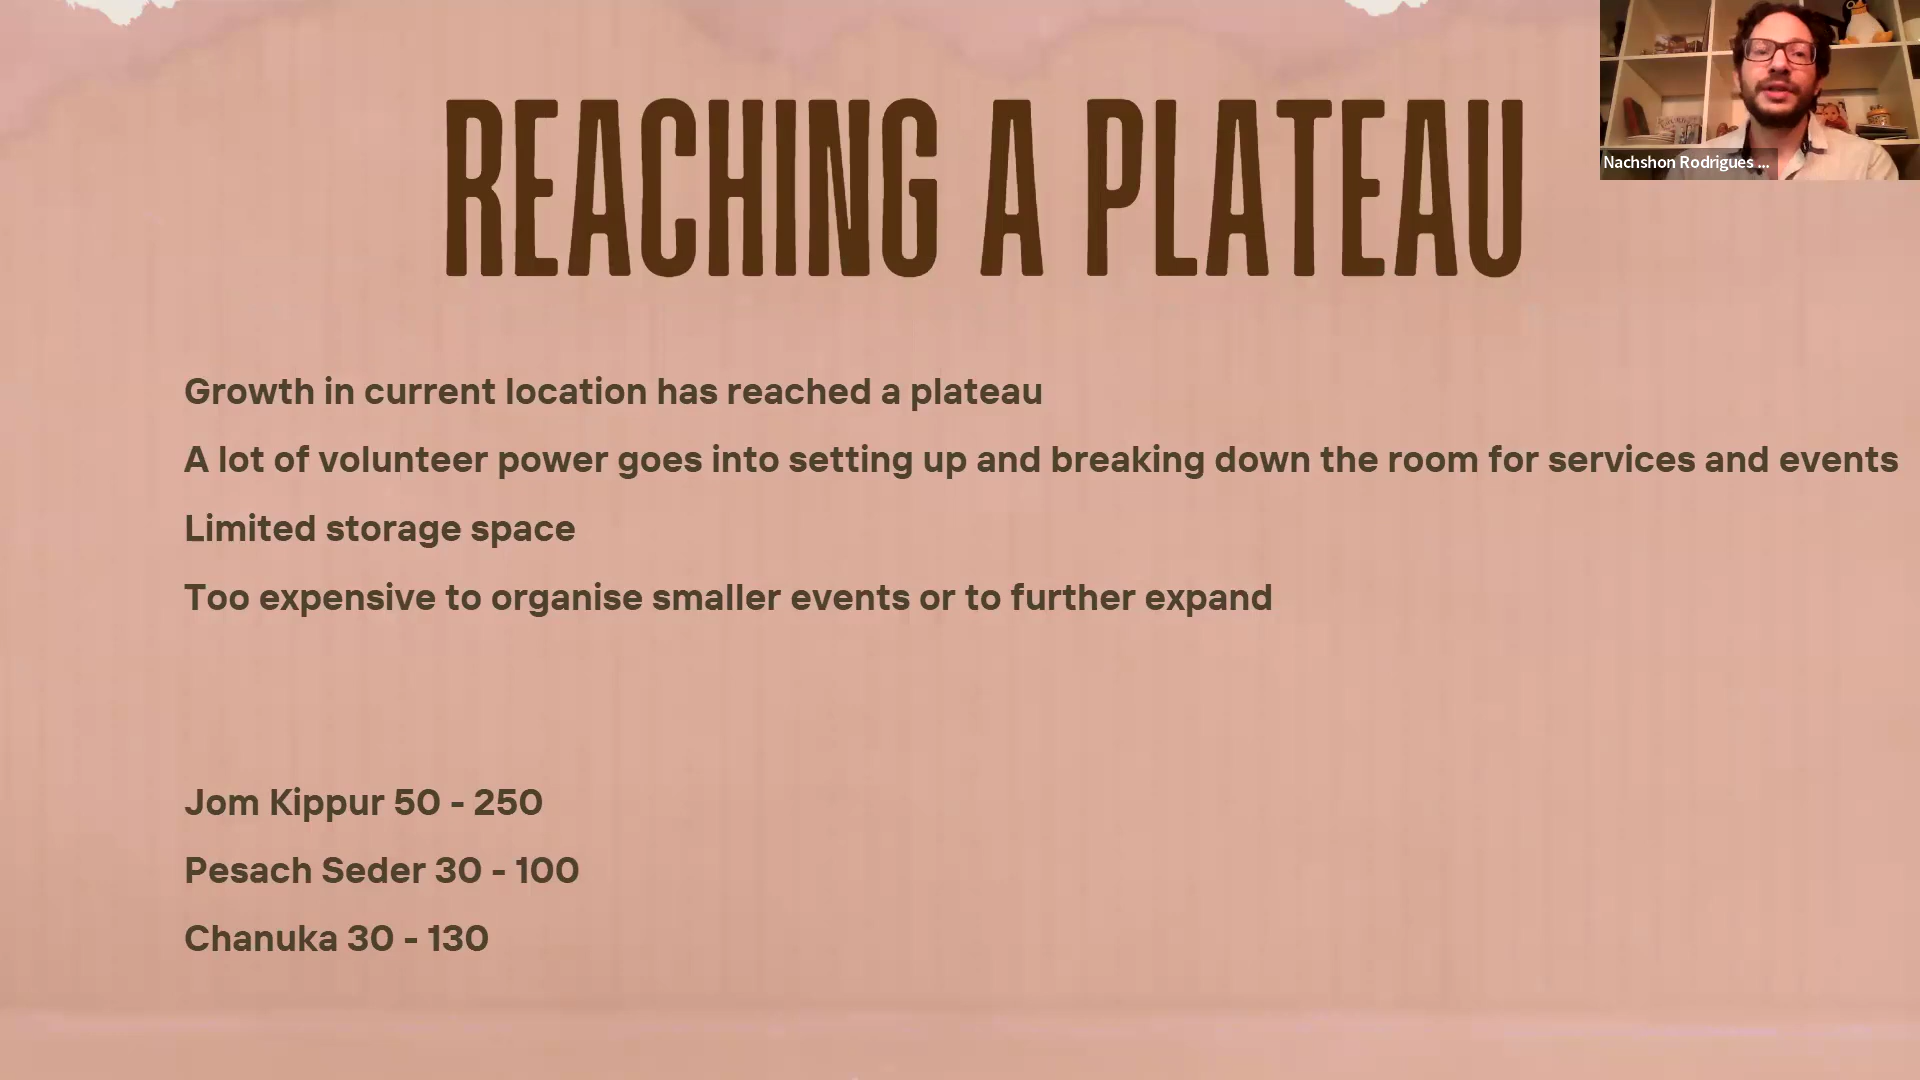 REACHING A PLATEAU
Nachshon Rodrigues ...
Growth in current location has reached a plateau
A lot of volunteer power goes into setting up and breaking down the room for services and events
Limited storage space
Too expensive to organise smaller events or to further expand
Jom Kippur 50 - 250
Pesach Seder 30 - 100
Chanuka 30 - 130